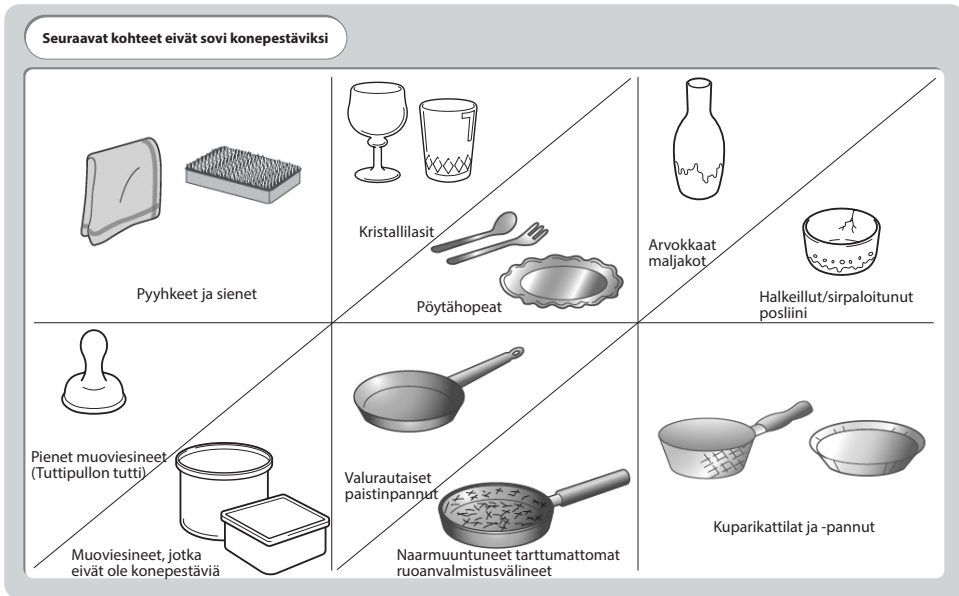 Seuraavat kohteet eivät sovi konepestäviksi
Pyyhkeet ja sienet
Kristallilasit
Pöytähopeat
Arvokkaat
maljakot
Halkeillut/sirpaloitunut
posliini
Pienet muoviesineet
(Tuttipullon tutti)
Muoviesineet, jotka
eivät ole konepestäviä
Valurautaiset
paistinpannut
Naarmuuntuneet tarttumattomat
ruoanvalmistusvälineet
Kuparikattilat ja -pannut